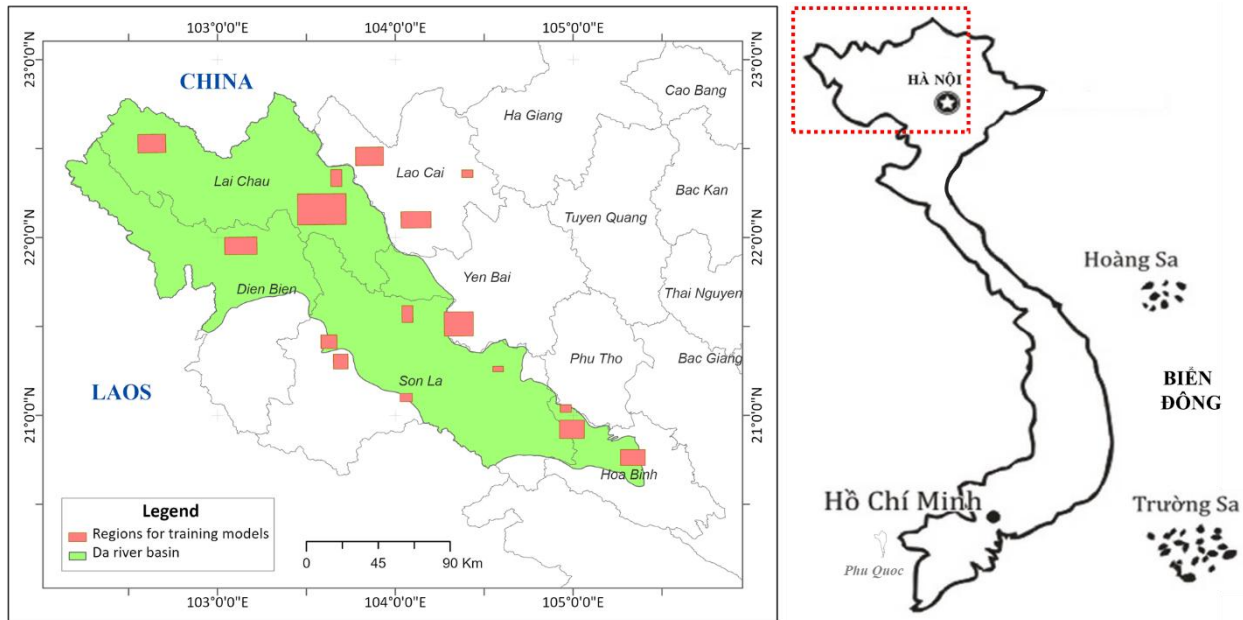 103°0'0"E
104°0'0"E
105°0'0"E
23°0'0"N
23°0'0"N
CHINA
Cao Bang
Ha Giang
Lai Chau
Lao Cai
Bac Kan
Tuyen Quang
22°0'0"N
22°0'0"N
Yen Bai
Dien Bien
Thai Nguyen
Phu Tho
Bac Giang
Son La
LAOS
21°0'0"N
21°0'0"N
Hoa Binh
Legend
Regions for training models
Da river basin
0 45 90 Km
103°0'0"E
104°0'0"E
105°0'0"E
HÀ NỘI
Hoàng Sa
BIỂN
ĐÔNG
Hồ Chí Minh
Trường Sa
Phu Quoc